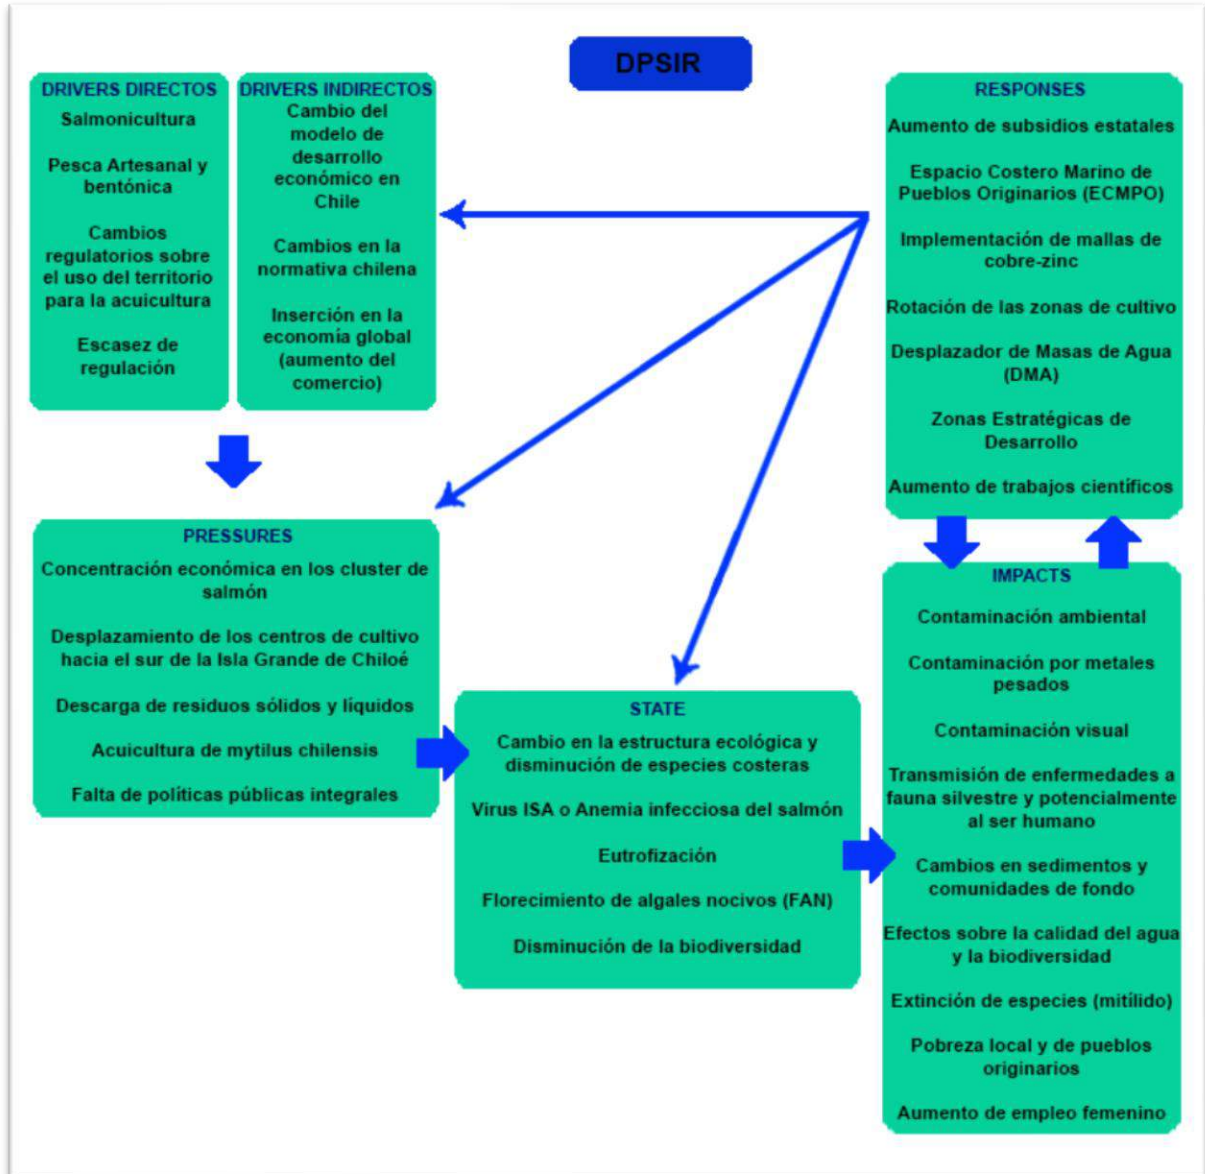 DPSIR
DRIVERS DIRECTOS
Salmonicultura
Pesca Artesanal y
bentónica
Cambios
regulatorios sobre
el uso del territorio
para la acuicultura
Escasez de
regulación
DRIVERS INDIRECTOS
Cambio del
modelo de
desarrollo
económico en
Chile
Cambios en la
normativa chilena
Inserción en la
economía global
(aumento del
comercio)
RESPONSES
Aumento de subsidios estatales
Espacio Costero Marino de
Pueblos Originarios (ECMPO)
Implementación de mallas de
cobre-zinc
Rotación de las zonas de cultivo
Desplazador de Masas de Agua
(DMA)
Zonas Estratégicas de
Desarrollo
Aumento de trabajos científicos
PRESSURES
Concentración económica en los cluster de
salmón
Desplazamiento de los centros de cultivo
hacia el sur de la Isla Grande de Chiloé
Descarga de residuos sólidos y líquidos
Acuicultura de mytilus chilensis
Falta de políticas públicas integrales
STATE
Cambio en la estructura ecológica y
disminución de especies costeras
Virus ISA o Anemia infecciosa del salmón
Eutrofización
Florecimiento de algales nocivos (FAN)
Disminución de la biodiversidad
IMPACTS
Contaminación ambiental
Contaminación por metales
pesados
Contaminación visual
Transmisión de enfermedades a
fauna silvestre y potencialmente
al ser humano
Cambios en sedimentos y
comunidades de fondo
Efectos sobre la calidad del agua
y la biodiversidad
Extinción de especies (mitílido)
Pobreza local y de pueblos
originarios
Aumento de empleo femenino